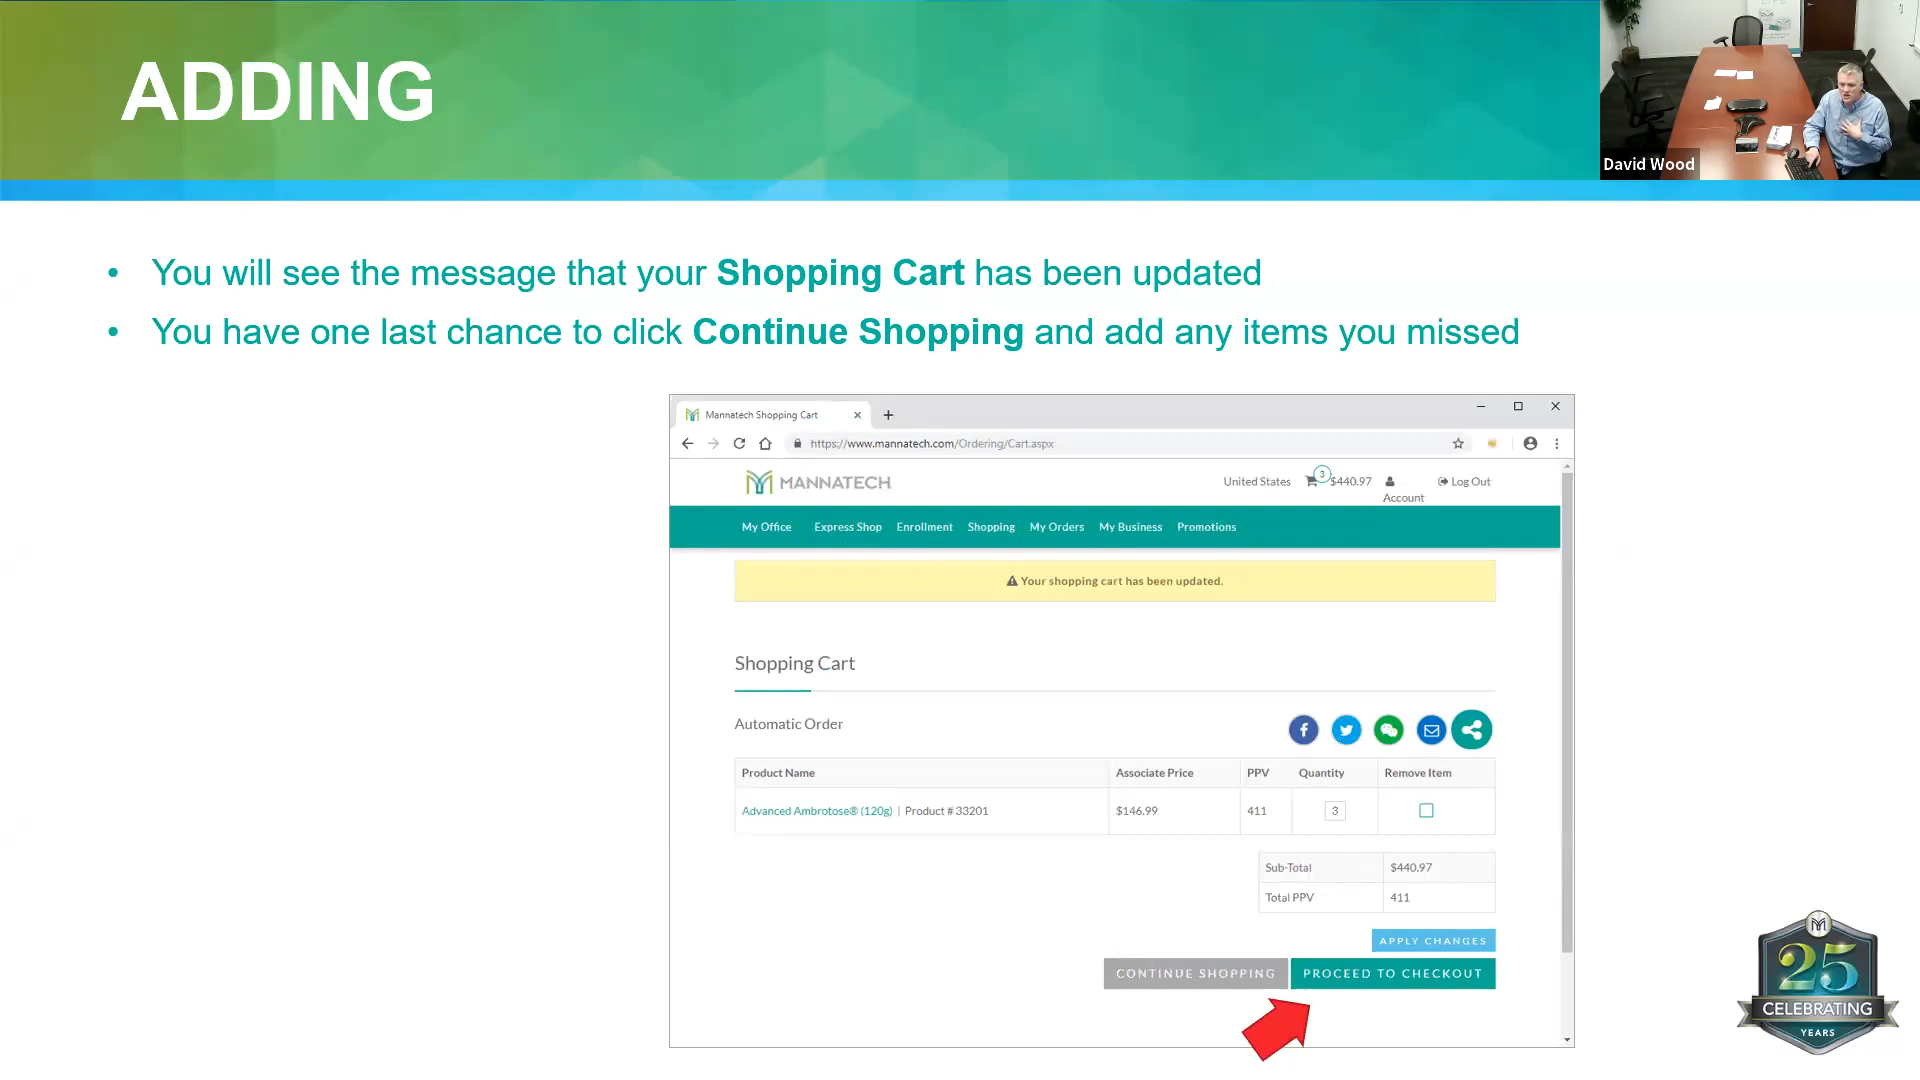 ADDING
David Wood
• You will see the message that your Shopping Cart has been updated
• You have one last chance to click Continue Shopping and add any items you missed
Mannatech Shopping Cart
https://www.mannatech.com/Ordering/Cart.aspx
MANNATECH
United States 3 $440.97 Account Log Out
My Office Express Shop Enrollment Shopping My Orders My Business Promotions
Your shopping cart has been updated.
Shopping Cart
Automatic Order
Product Name Associate Price PPV Quantity Remove Item
Advanced Ambrotose® (120g) | Product # 33201 $146.99 411 3
Sub-Total $440.97
Total PPV 411
APPLY CHANGES
CONTINUE SHOPPING PROCEED TO CHECKOUT
25
CELEBRATING
YEARS